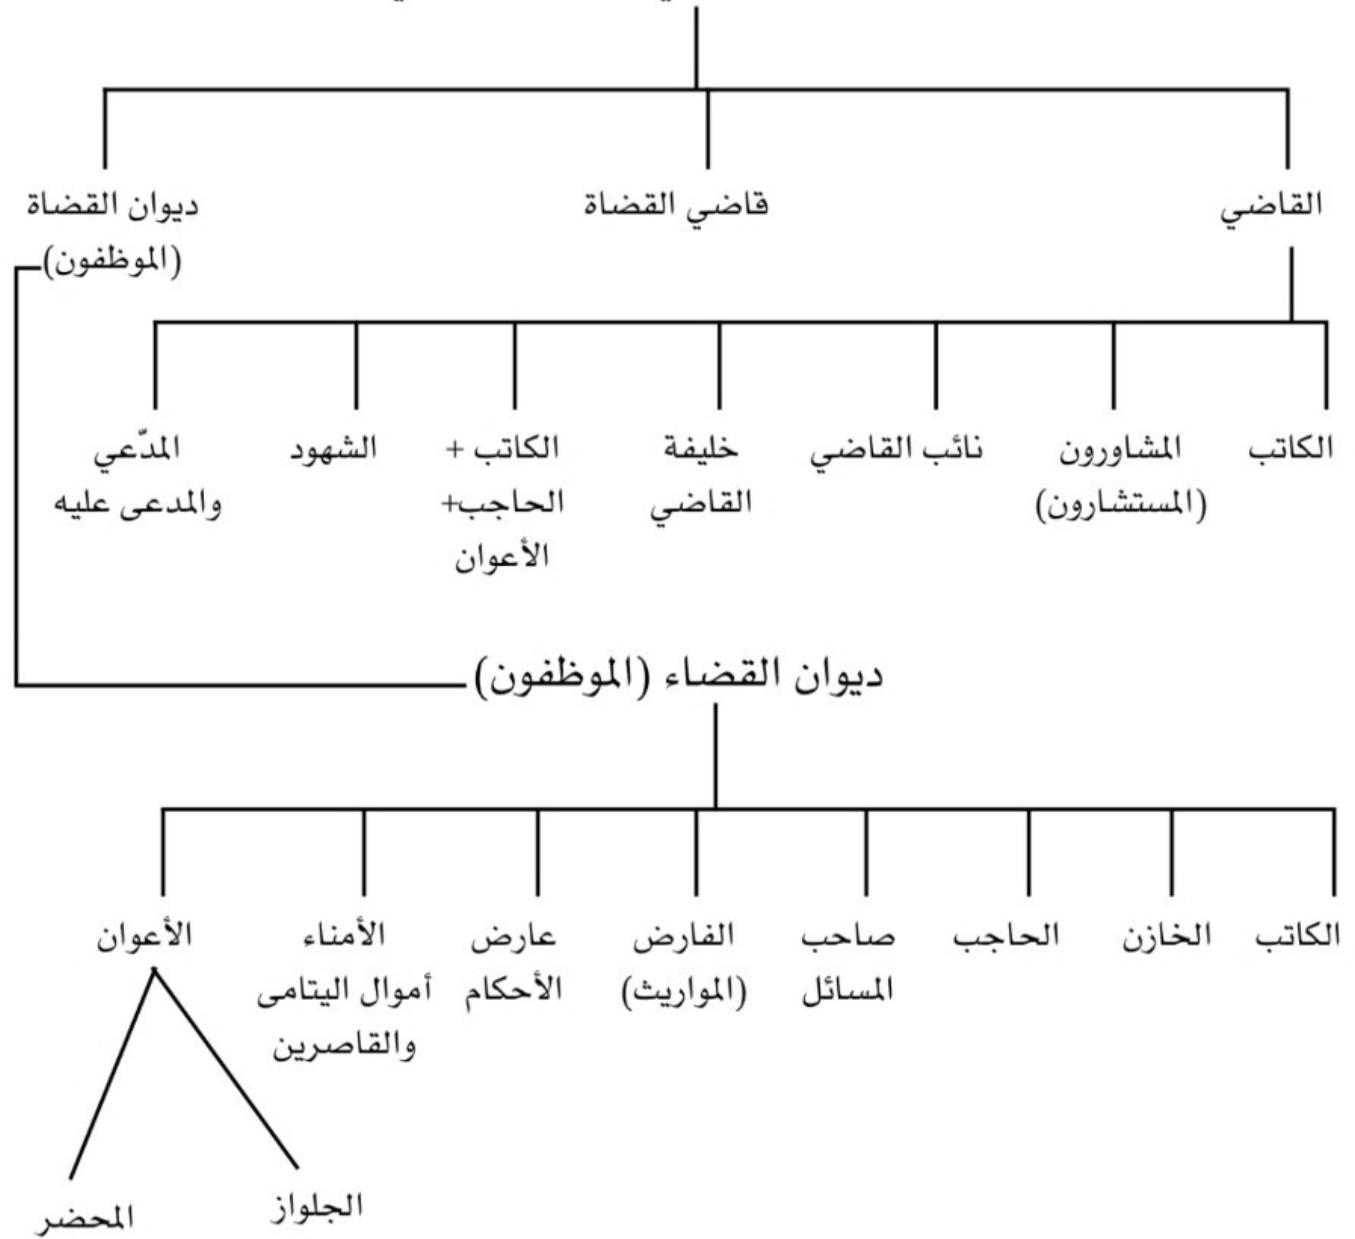 القاضي
قاضي القضاة
ديوان القضاة
(الموظفون)
الكاتب
المشاورون
(المستشارون)
نائب القاضي
خليفة
القاضي
الكاتب +
الحاجب+
الأعوان
الشهود
المدّعي
والمدعى عليه
ديوان القضاء (الموظفون)
الكاتب
الخازن
الحاجب
صاحب
المسائل
الفارض
(المواريث)
عارض
الأحكام
الأمناء
أموال اليتامى
والقاصرين
الأعوان
الجلواز
المحضر